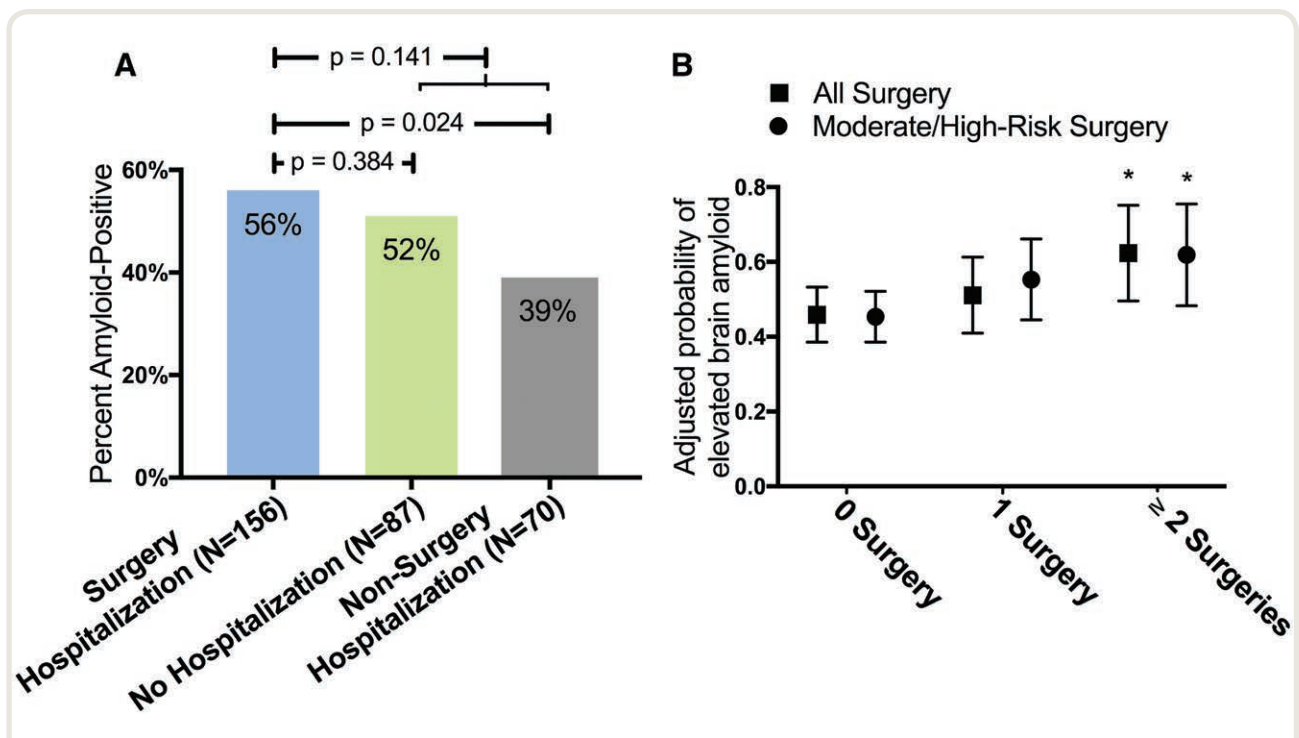 A
p = 0.141
p = 0.024
p = 0.384
Percent Amyloid-Positive
60%
40%
20%
0%
56%
52%
39%
Surgery
Hospitalization (N=156)
No Hospitalization (N=87)
Non-Surgery
Hospitalization (N=70)
B
All Surgery
Moderate/High-Risk Surgery
Adjusted probability of
elevated brain amyloid
0.8
0.6
0.4
0.2
0.0
* *
0 Surgery
1 Surgery
≥ 2 Surgeries